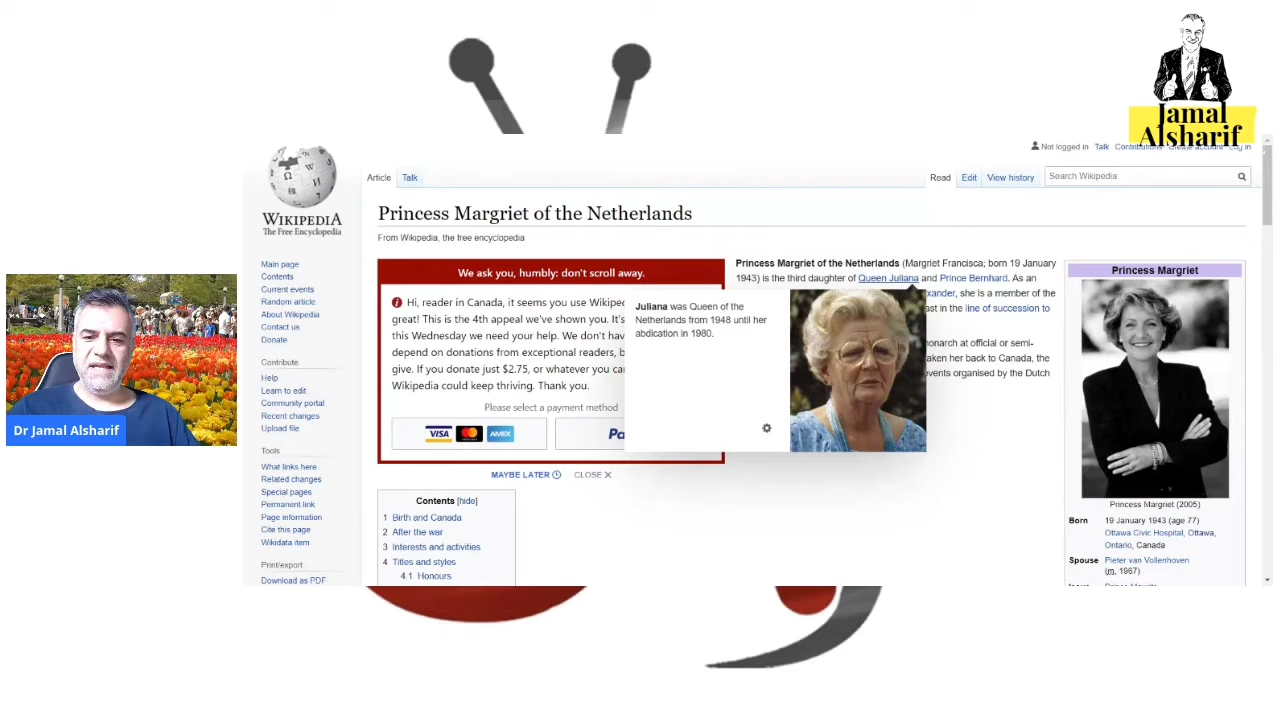 Jamal
Alsharif
Not logged in Talk Contributions Create account Log in
Article Talk
Read Edit View history
Search Wikipedia
WIKIPEDIA
The Free Encyclopedia
Princess Margriet of the Netherlands
From Wikipedia, the free encyclopedia
Main page
Contents
Current events
Random article
About Wikipedia
Contact us
Donate
Contribute
Help
Learn to edit
Community portal
Recent changes
Upload file
Tools
What links here
Related changes
Special pages
Permanent link
Page information
Cite this page
Wikidata item
Print/export
Download as PDF
We ask you, humbly: don't scroll away.
Hi, reader in Canada, it seems you use Wikiped
great! This is the 4th appeal we've shown you. It's
this Wednesday we need your help. We don't hav
depend on donations from exceptional readers, b
give. If you donate just $2.75, or whatever you ca
Wikipedia could keep thriving. Thank you.
Please select a payment method
VISA AMEX Pa
MAYBE LATER CLOSE
Contents [hide]
1 Birth and Canada
2 After the war
3 Interests and activities
4 Titles and styles
4.1 Honours
Princess Margriet of the Netherlands (Margriet Francisca; born 19 January
1943) is the third daughter of Queen Juliana and Prince Bernhard. As an
xander, she is a member of the
ast in the line of succession to
onarch at official or semi-
aken her back to Canada, the
events organised by the Dutch
Juliana was Queen of the
Netherlands from 1948 until her
abdication in 1980.
Princess Margriet
Princess Margriet (2005)
Born 19 January 1943 (age 77)
Ottawa Civic Hospital, Ottawa,
Ontario, Canada
Spouse Pieter van Vollenhoven
(m. 1967)
Dr Jamal Alsharif